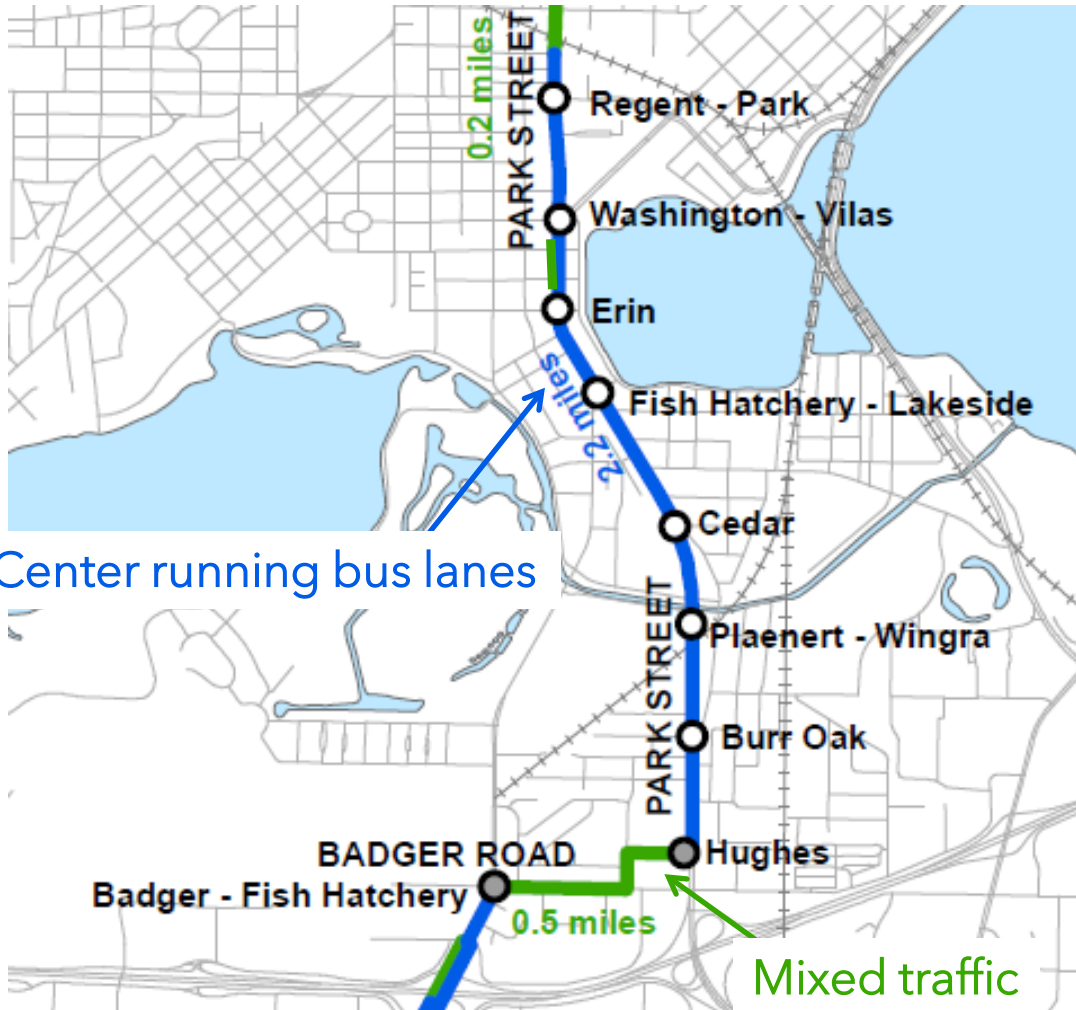 0.2 miles
PARK STREET
Regent - Park
Washington - Vilas
Erin
2.2 miles
Fish Hatchery - Lakeside
Cedar
Center running bus lanes
PARK STREET
Plaenert - Wingra
Burr Oak
BADGER ROAD
Hughes
Badger - Fish Hatchery
0.5 miles
Mixed traffic